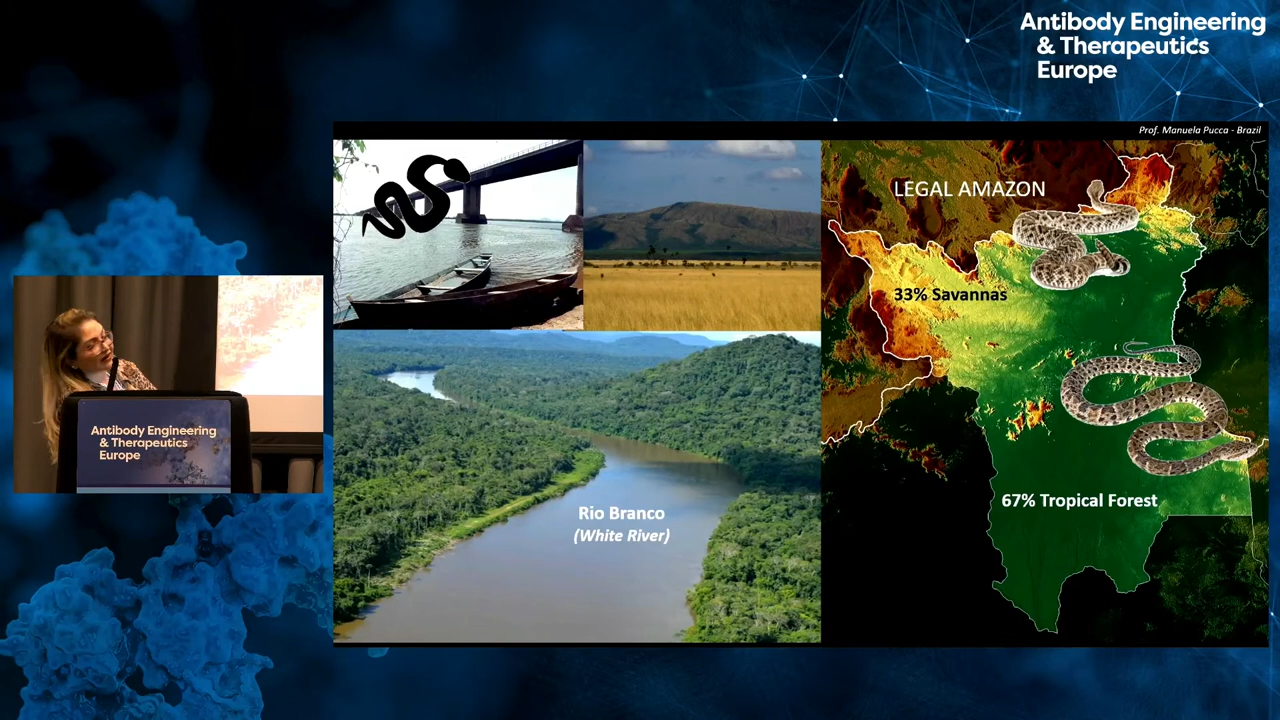 Antibody Engineering
& Therapeutics
Europe
Prof. Manuela Pucca - Brazil
LEGAL AMAZON
33% Savannas
67% Tropical Forest
Rio Branco
(White River)
Antibody Engineering
& Therapeutics
Europe